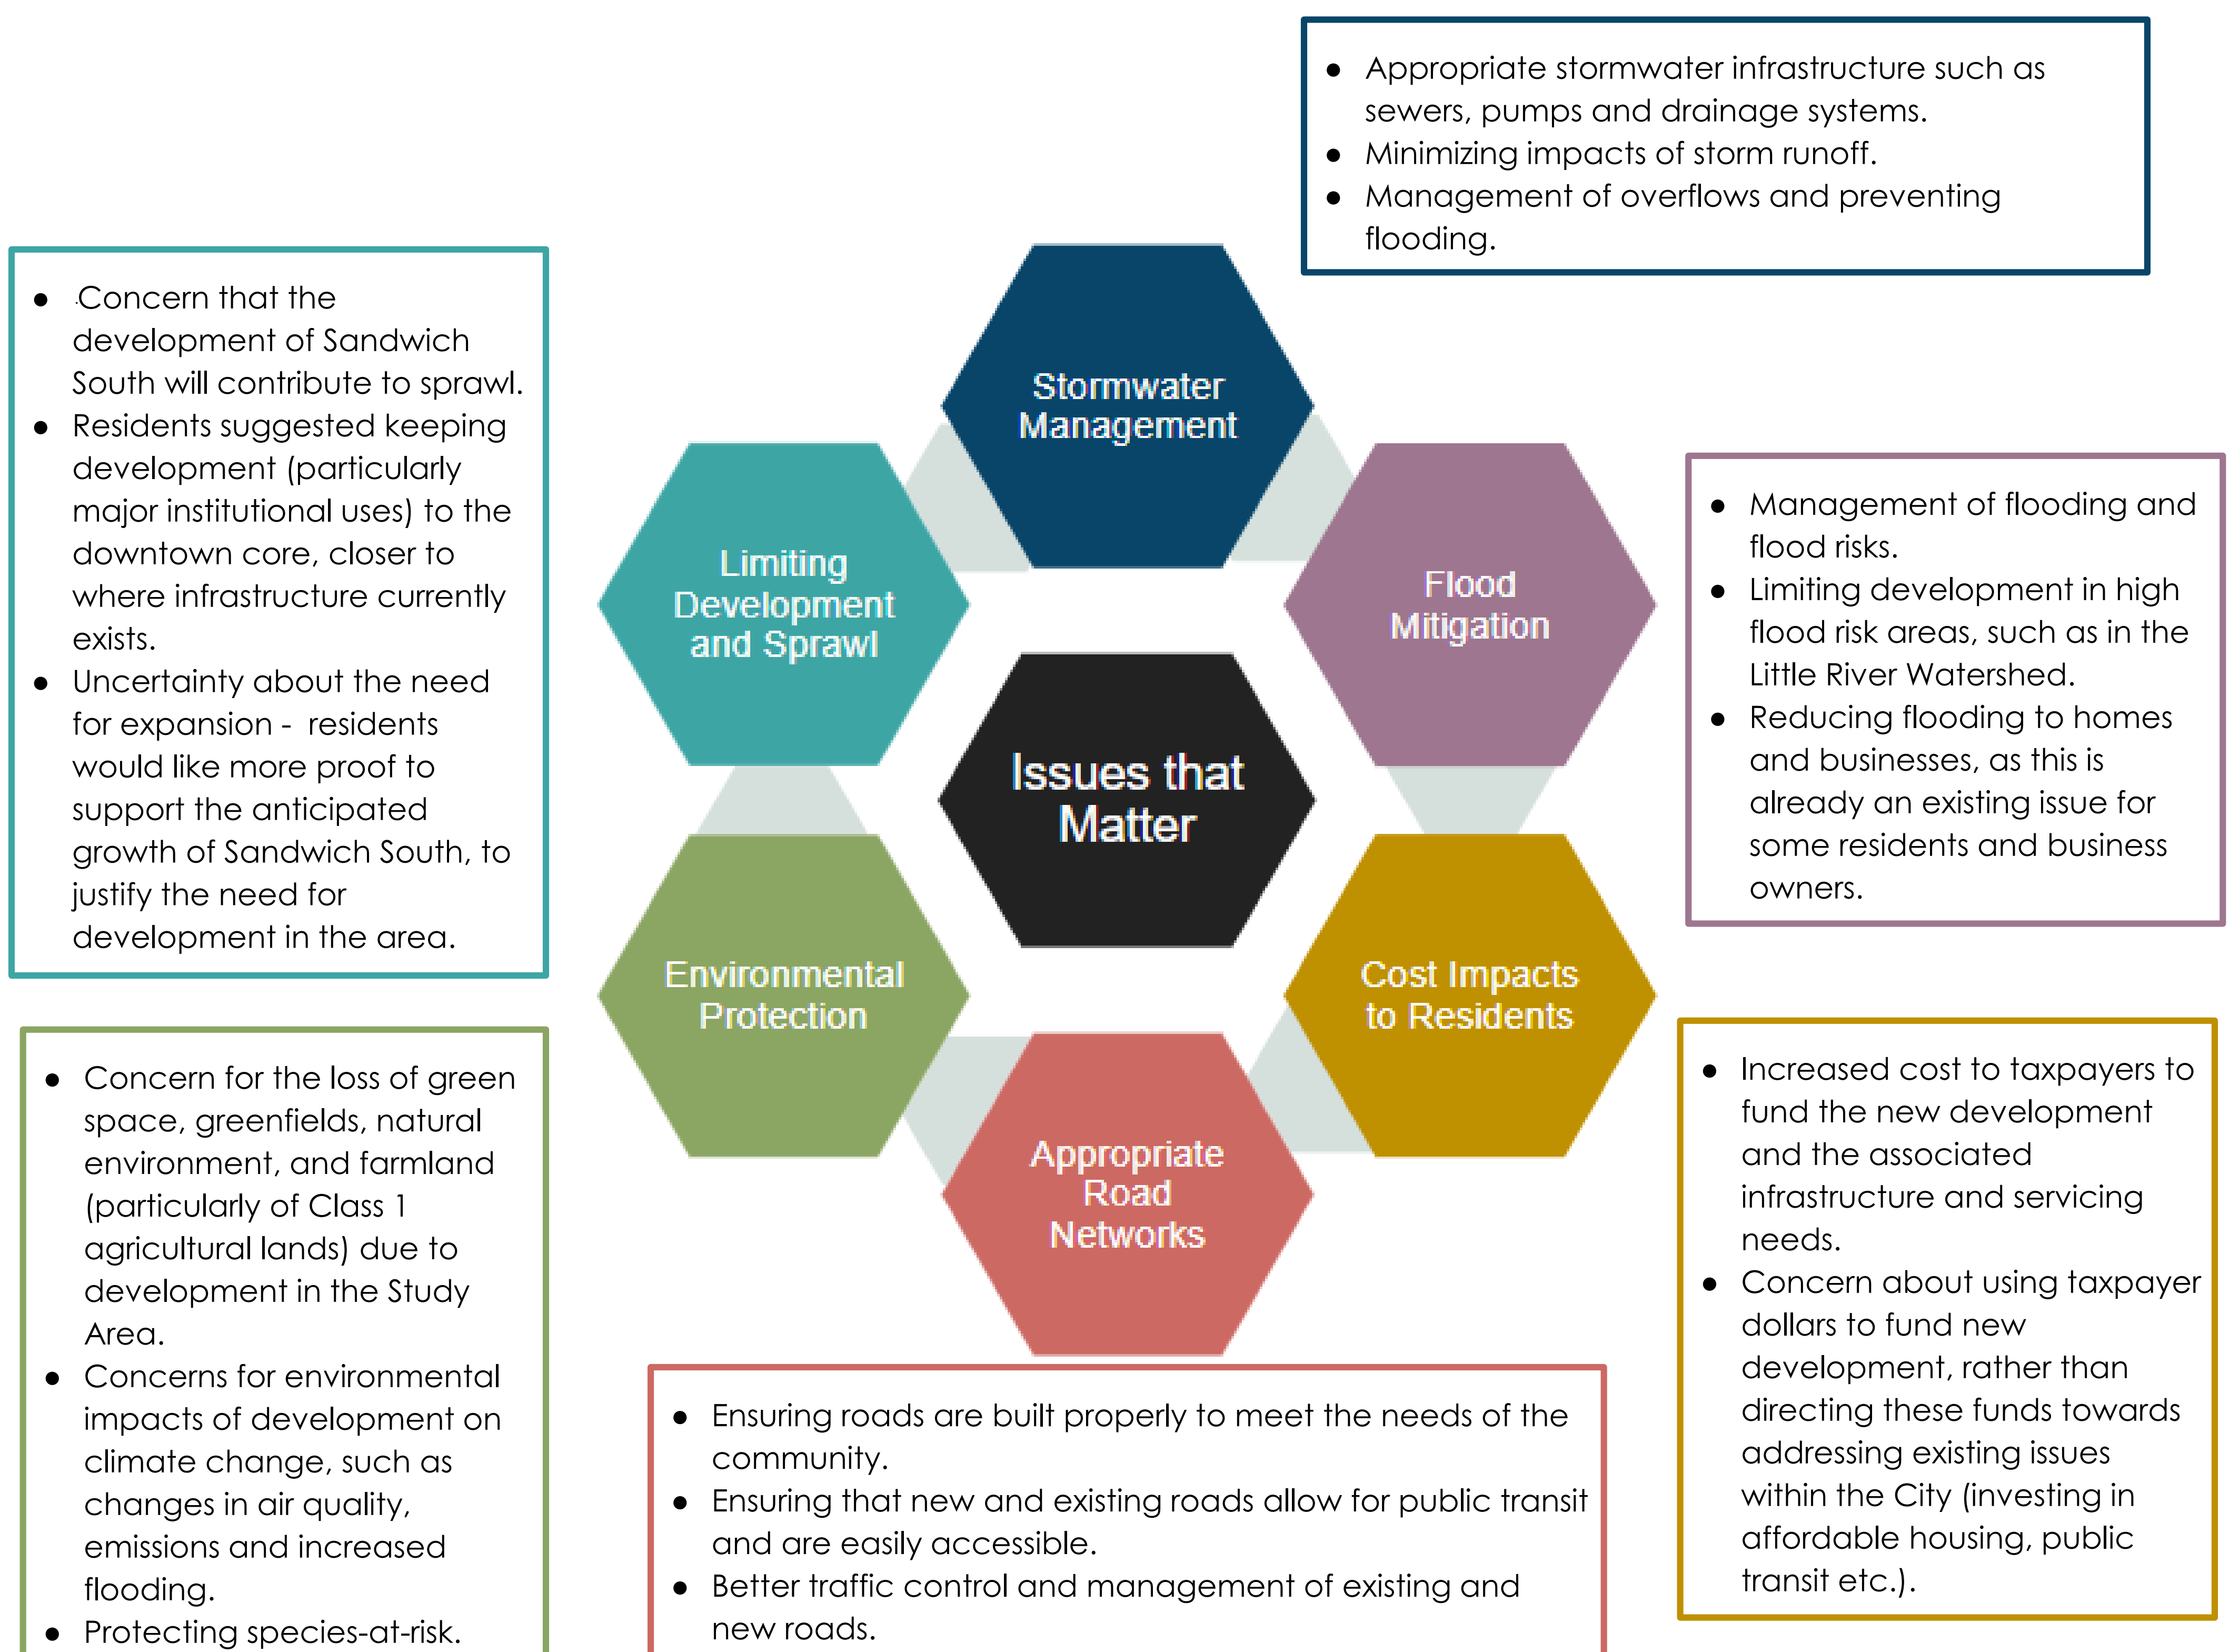 ● Appropriate stormwater infrastructure such as
sewers, pumps and drainage systems.
● Minimizing impacts of storm runoff.
● Management of overflows and preventing
flooding.
● .Concern that the
development of Sandwich
South will contribute to sprawl.
● Residents suggested keeping
development (particularly
major institutional uses) to the
downtown core, closer to
where infrastructure currently
exists.
● Uncertainty about the need
for expansion - residents
would like more proof to
support the anticipated
growth of Sandwich South, to
justify the need for
development in the area.
Stormwater
Management
Limiting
Development
and Sprawl
Flood
Mitigation
Issues that
Matter
Environmental
Protection
Cost Impacts
to Residents
Appropriate
Road
Networks
● Management of flooding and
flood risks.
● Limiting development in high
flood risk areas, such as in the
Little River Watershed.
● Reducing flooding to homes
and businesses, as this is
already an existing issue for
some residents and business
owners.
● Concern for the loss of green
space, greenfields, natural
environment, and farmland
(particularly of Class 1
agricultural lands) due to
development in the Study
Area.
● Concerns for environmental
impacts of development on
climate change, such as
changes in air quality,
emissions and increased
flooding.
● Protecting species-at-risk.
● Ensuring roads are built properly to meet the needs of the
community.
● Ensuring that new and existing roads allow for public transit
and are easily accessible.
● Better traffic control and management of existing and
new roads.
● Increased cost to taxpayers to
fund the new development
and the associated
infrastructure and servicing
needs.
● Concern about using taxpayer
dollars to fund new
development, rather than
directing these funds towards
addressing existing issues
within the City (investing in
affordable housing, public
transit etc.).